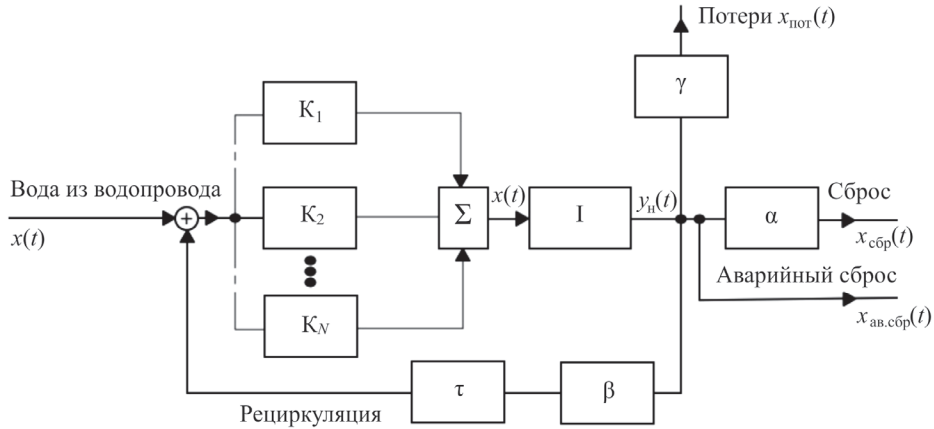 Потери xпот(t)
γ
K1
Вода из водопровода
x(t)
K2
Σ
x(t)
I
yн(t)
α
Сброс
xсбр(t)
Аварийный сброс
xав.сбр(t)
KN
τ
β
Рециркуляция